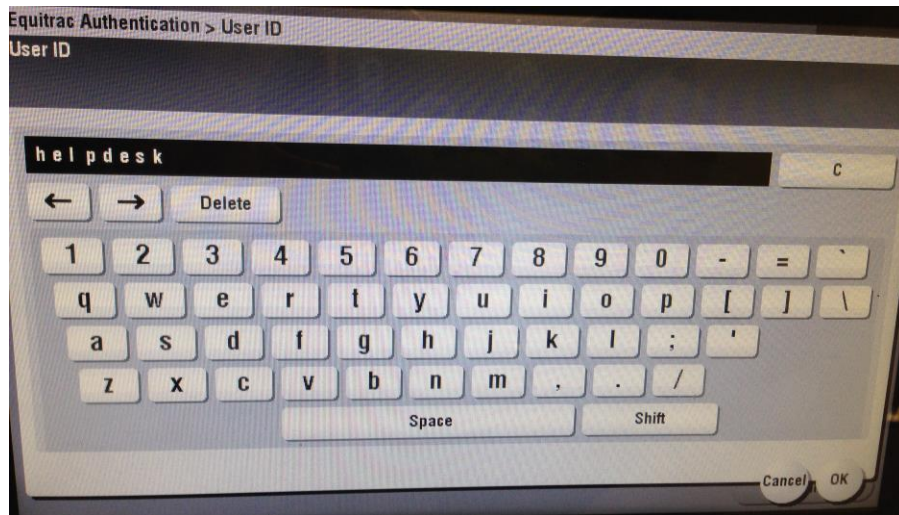 Equitrac Authentication > User ID
User ID
helpdesk
C
← → Delete
1 2 3 4 5 6 7 8 9 0 - = `
q w e r t y u i o p [ ] \
a s d f g h j k l ; '
z x c v b n m , . /
Space Shift
Cancel OK